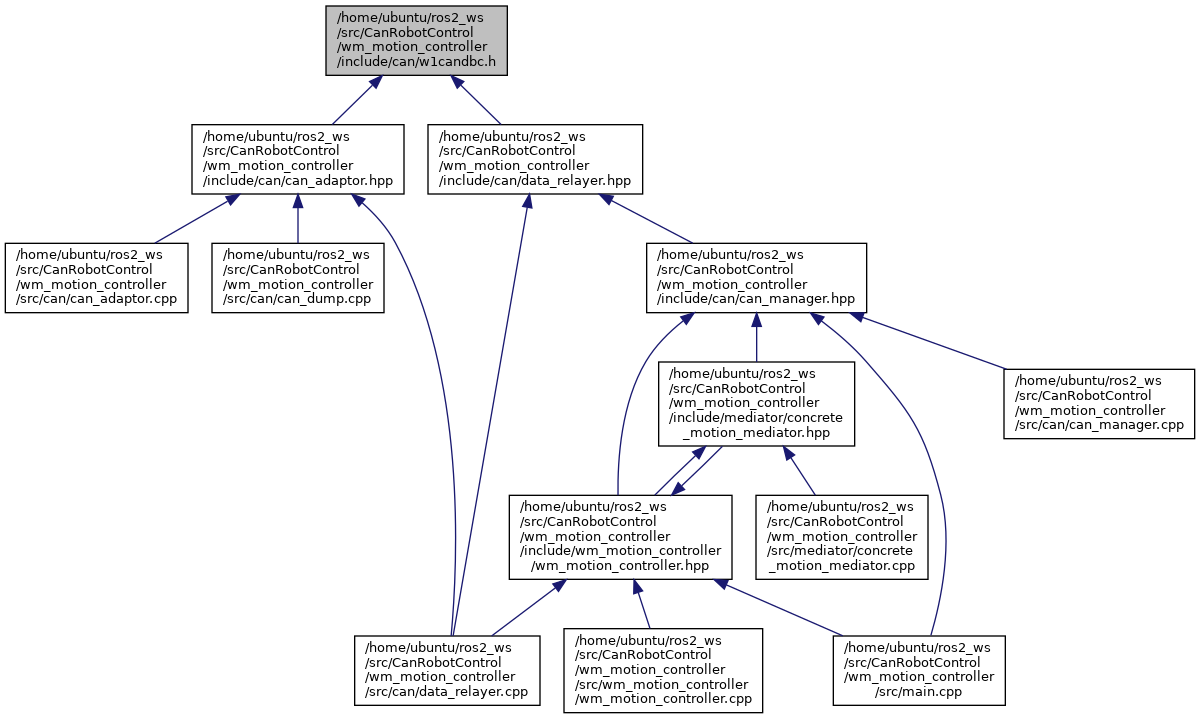 /home/ubuntu/ros2_ws
/src/CanRobotControl
/wm_motion_controller
/include/can/w1candbc.h
/home/ubuntu/ros2_ws
/src/CanRobotControl
/wm_motion_controller
/include/can/can_adaptor.hpp
/home/ubuntu/ros2_ws
/src/CanRobotControl
/wm_motion_controller
/include/can/data_relayer.hpp
/home/ubuntu/ros2_ws
/src/CanRobotControl
/wm_motion_controller
/src/can/can_adaptor.cpp
/home/ubuntu/ros2_ws
/src/CanRobotControl
/wm_motion_controller
/src/can/can_dump.cpp
/home/ubuntu/ros2_ws
/src/CanRobotControl
/wm_motion_controller
/include/can/can_manager.hpp
/home/ubuntu/ros2_ws
/src/CanRobotControl
/wm_motion_controller
/include/mediator/concrete
_motion_mediator.hpp
/home/ubuntu/ros2_ws
/src/CanRobotControl
/wm_motion_controller
/src/can/can_manager.cpp
/home/ubuntu/ros2_ws
/src/CanRobotControl
/wm_motion_controller
/include/wm_motion_controller
/wm_motion_controller.hpp
/home/ubuntu/ros2_ws
/src/CanRobotControl
/wm_motion_controller
/src/mediator/concrete
_motion_mediator.cpp
/home/ubuntu/ros2_ws
/src/CanRobotControl
/wm_motion_controller
/src/can/data_relayer.cpp
/home/ubuntu/ros2_ws
/src/CanRobotControl
/wm_motion_controller
/src/wm_motion_controller
/wm_motion_controller.cpp
/home/ubuntu/ros2_ws
/src/CanRobotControl
/wm_motion_controller
/src/main.cpp